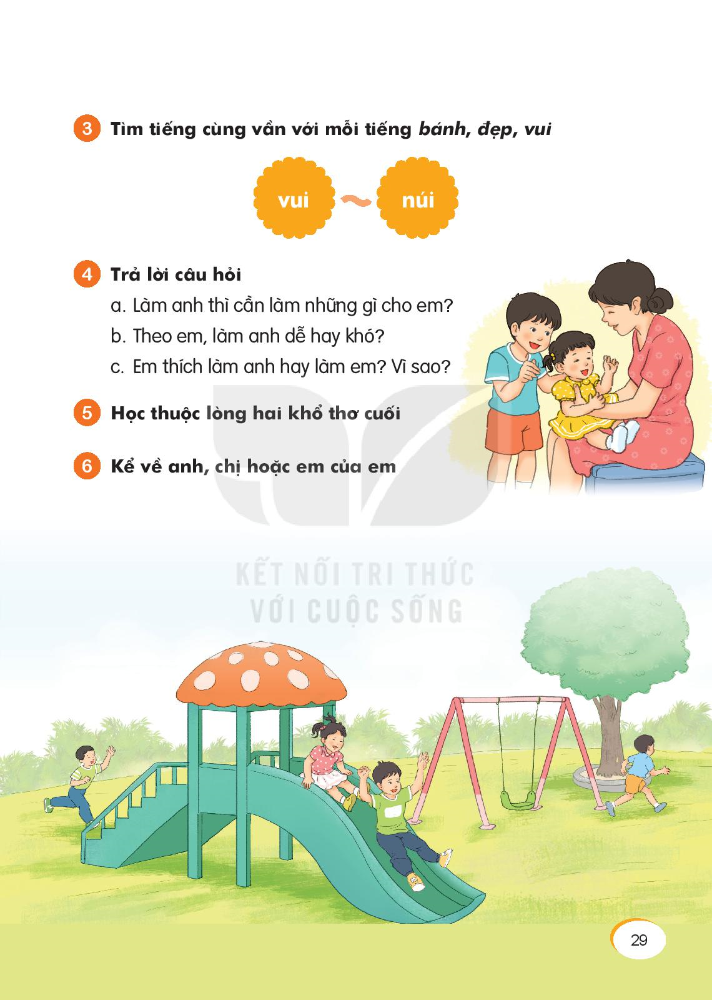 3 Tìm tiếng cùng vần với mỗi tiếng bánh, đẹp, vui
vui ~ núi
4 Trả lời câu hỏi
a. Làm anh thì cần làm những gì cho em?
b. Theo em, làm anh dễ hay khó?
c. Em thích làm anh hay làm em? Vì sao?
5 Học thuộc lòng hai khổ thơ cuối
6 Kể về anh, chị hoặc em của em
KẾT NỐI TRI THỨC
VỚI CUỘC SỐNG
29